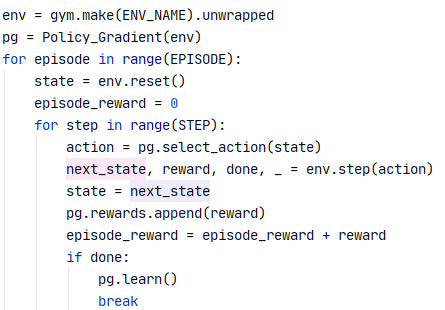 env = gym.make(ENV_NAME).unwrapped
pg = Policy_Gradient(env)
for episode in range(EPISODE):
    state = env.reset()
    episode_reward = 0
    for step in range(STEP):
        action = pg.select_action(state)
        next_state, reward, done, _ = env.step(action)
        state = next_state
        pg.rewards.append(reward)
        episode_reward = episode_reward + reward
        if done:
            pg.learn()
            break